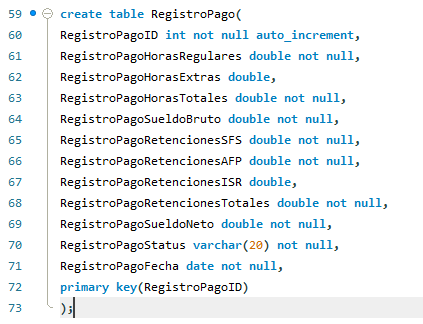 59 create table RegistroPago(
60 RegistroPagoID int not null auto_increment,
61 RegistroPagoHorasRegulares double not null,
62 RegistroPagoHorasExtras double,
63 RegistroPagoHorasTotales double not null,
64 RegistroPagoSueldoBruto double not null,
65 RegistroPagoRetencionesSFS double not null,
66 RegistroPagoRetencionesAFP double not null,
67 RegistroPagoRetencionesISR double,
68 RegistroPagoRetencionesTotales double not null,
69 RegistroPagoSueldoNeto double not null,
70 RegistroPagoStatus varchar(20) not null,
71 RegistroPagoFecha date not null,
72 primary key(RegistroPagoID)
73 );